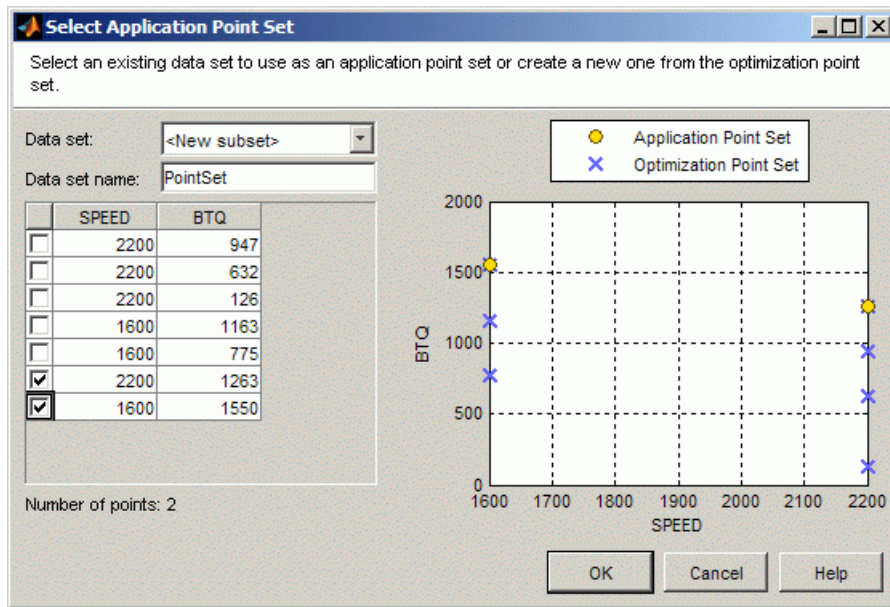 Select Application Point Set
Select an existing data set to use as an application point set or create a new one from the optimization point
set.
Data set: <New subset>
Data set name: PointSet
SPEED BTQ
2200 947
2200 632
2200 126
1600 1163
1600 775
2200 1263
1600 1550
Number of points: 2
Application Point Set
Optimization Point Set
2000
1500
1000
500
0
BTQ
1600 1700 1800 1900 2000 2100 2200
SPEED
OK Cancel Help